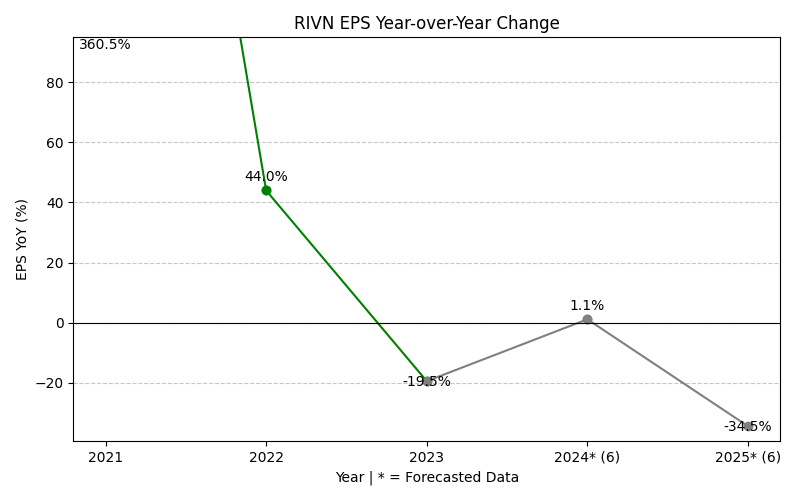 RIVN EPS Year-over-Year Change
360.5%
80
60
44.0%
40
EPS YoY (%)
20
1.1%
0
-19.5%
−20
-34.5%
2021 2022 2023 2024* (6) 2025* (6)
Year | * = Forecasted Data